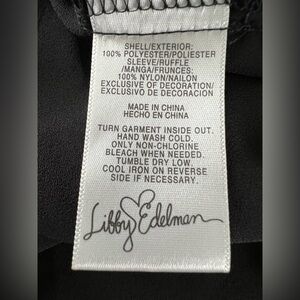 SHELL/EXTERIOR:
100% POLYESTER/POLIESTER
SLEEVE/RUFFLE
/MANGA/FRUNCES:
100% NYLON/NAILON
EXCLUSIVE OF DECORATION/
EXCLUSIVO DE DECORACION
MADE IN CHINA
HECHO EN CHINA
TURN GARMENT INSIDE OUT.
HAND WASH COLD.
ONLY NON-CHLORINE
BLEACH WHEN NEEDED.
TUMBLE DRY LOW.
COOL IRON ON REVERSE
SIDE IF NECESSARY.
Libby Edelman